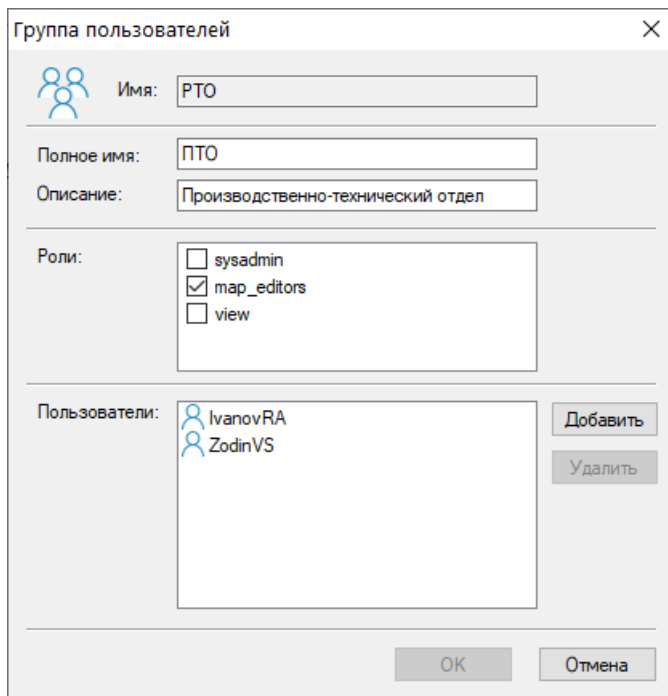 Группа пользователей
Имя: PTO
Полное имя: ПТО
Описание: Производственно-технический отдел
Роли:
sysadmin
map_editors
view
Пользователи:
IvanovRA
ZodinVS
Добавить
Удалить
OK
Отмена